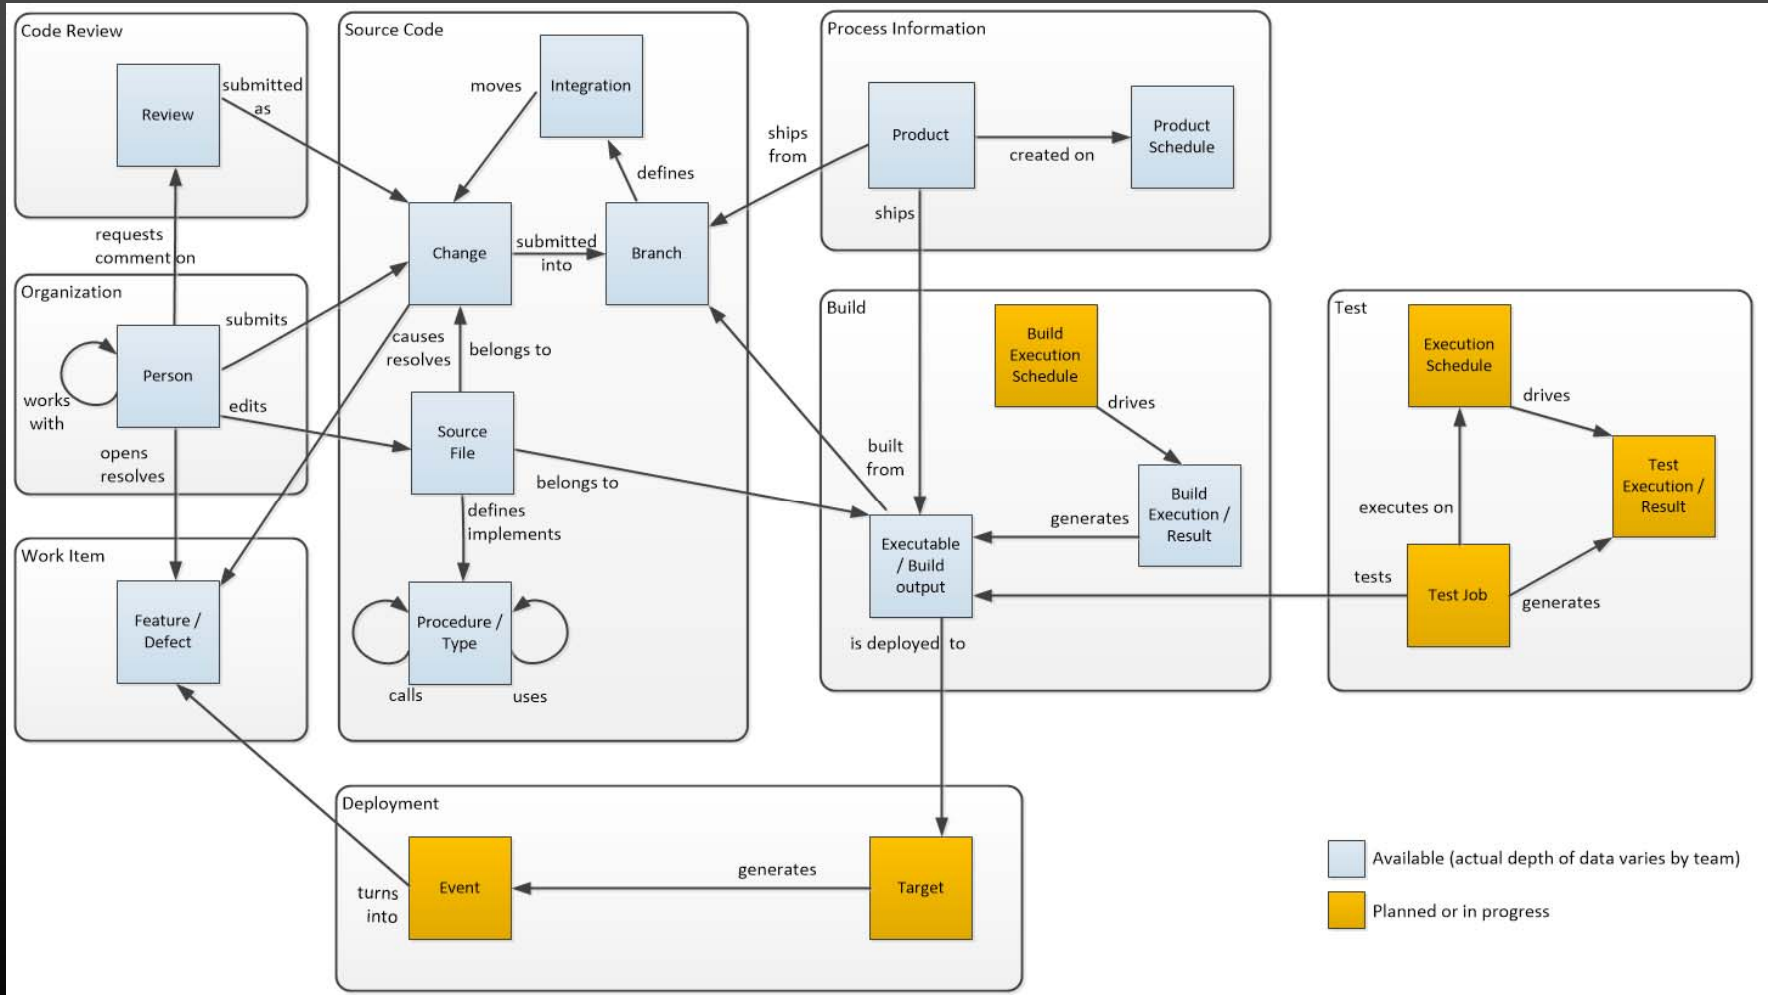 Code Review
Review
submitted
as
requests
comment on
Organization
Person
works
with
submits
edits
opens
resolves
Work Item
Feature /
Defect
Source Code
Integration
moves
defines
Change
submitted
into
Branch
causes
resolves
belongs to
Source
File
belongs to
defines
implements
Procedure /
Type
calls
uses
Process Information
Product
created on
Product
Schedule
ships
from
ships
Build
Build
Execution
Schedule
drives
built
from
Build
Execution /
Result
generates
Executable
/ Build
output
is deployed to
Test
Execution
Schedule
drives
Test
Execution /
Result
executes on
tests
Test Job
generates
Deployment
Event
turns
into
generates
Target
Available (actual depth of data varies by team)
Planned or in progress